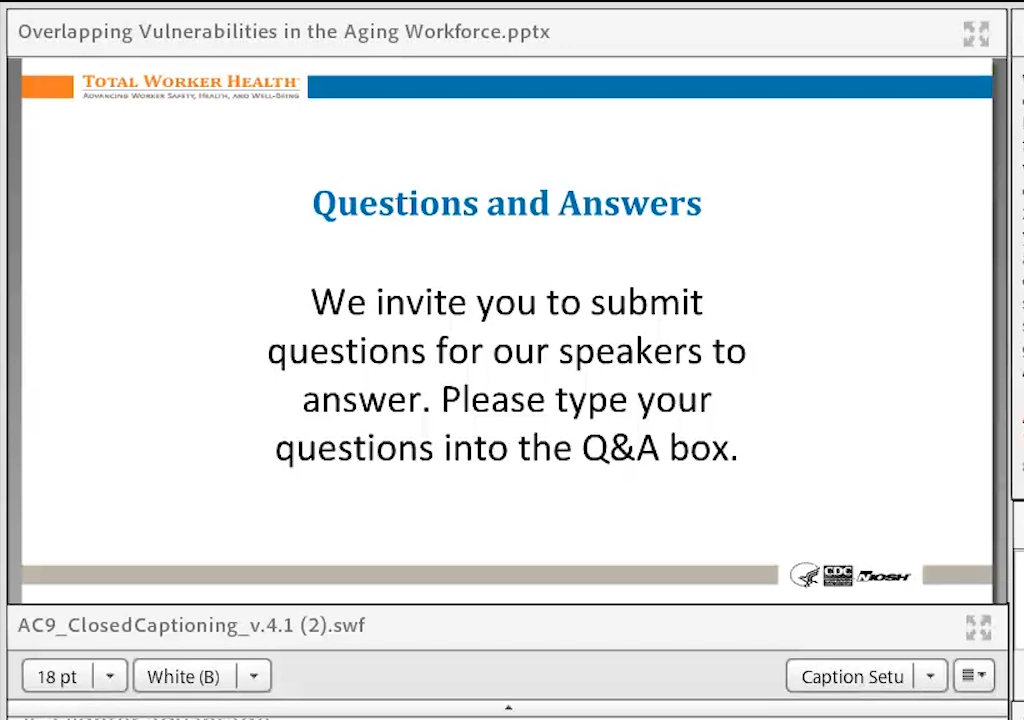 Overlapping Vulnerabilities in the Aging Workforce.pptx
TOTAL WORKER HEALTH
ADVANCING WORKER SAFETY, HEALTH, AND WELL-BEING
Questions and Answers
We invite you to submit
questions for our speakers to
answer. Please type your
questions into the Q&A box.
CDC NIOSH
AC9_ClosedCaptioning_v.4.1 (2).swf
18 pt White (B) Caption Setu